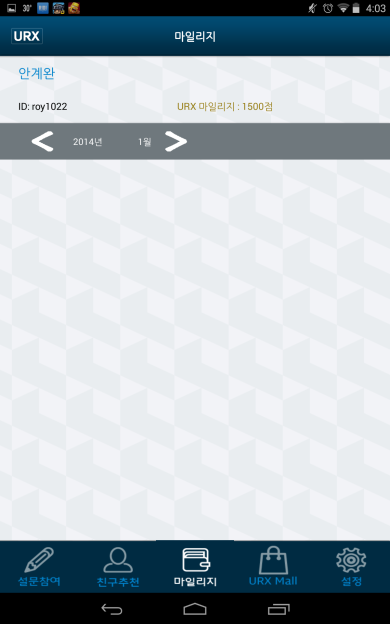 30°
4:03
URX
마일리지
안계완
ID: roy1022
URX 마일리지 : 1500점
2014년
1월
설문참여
친구추천
마일리지
URX Mall
설정